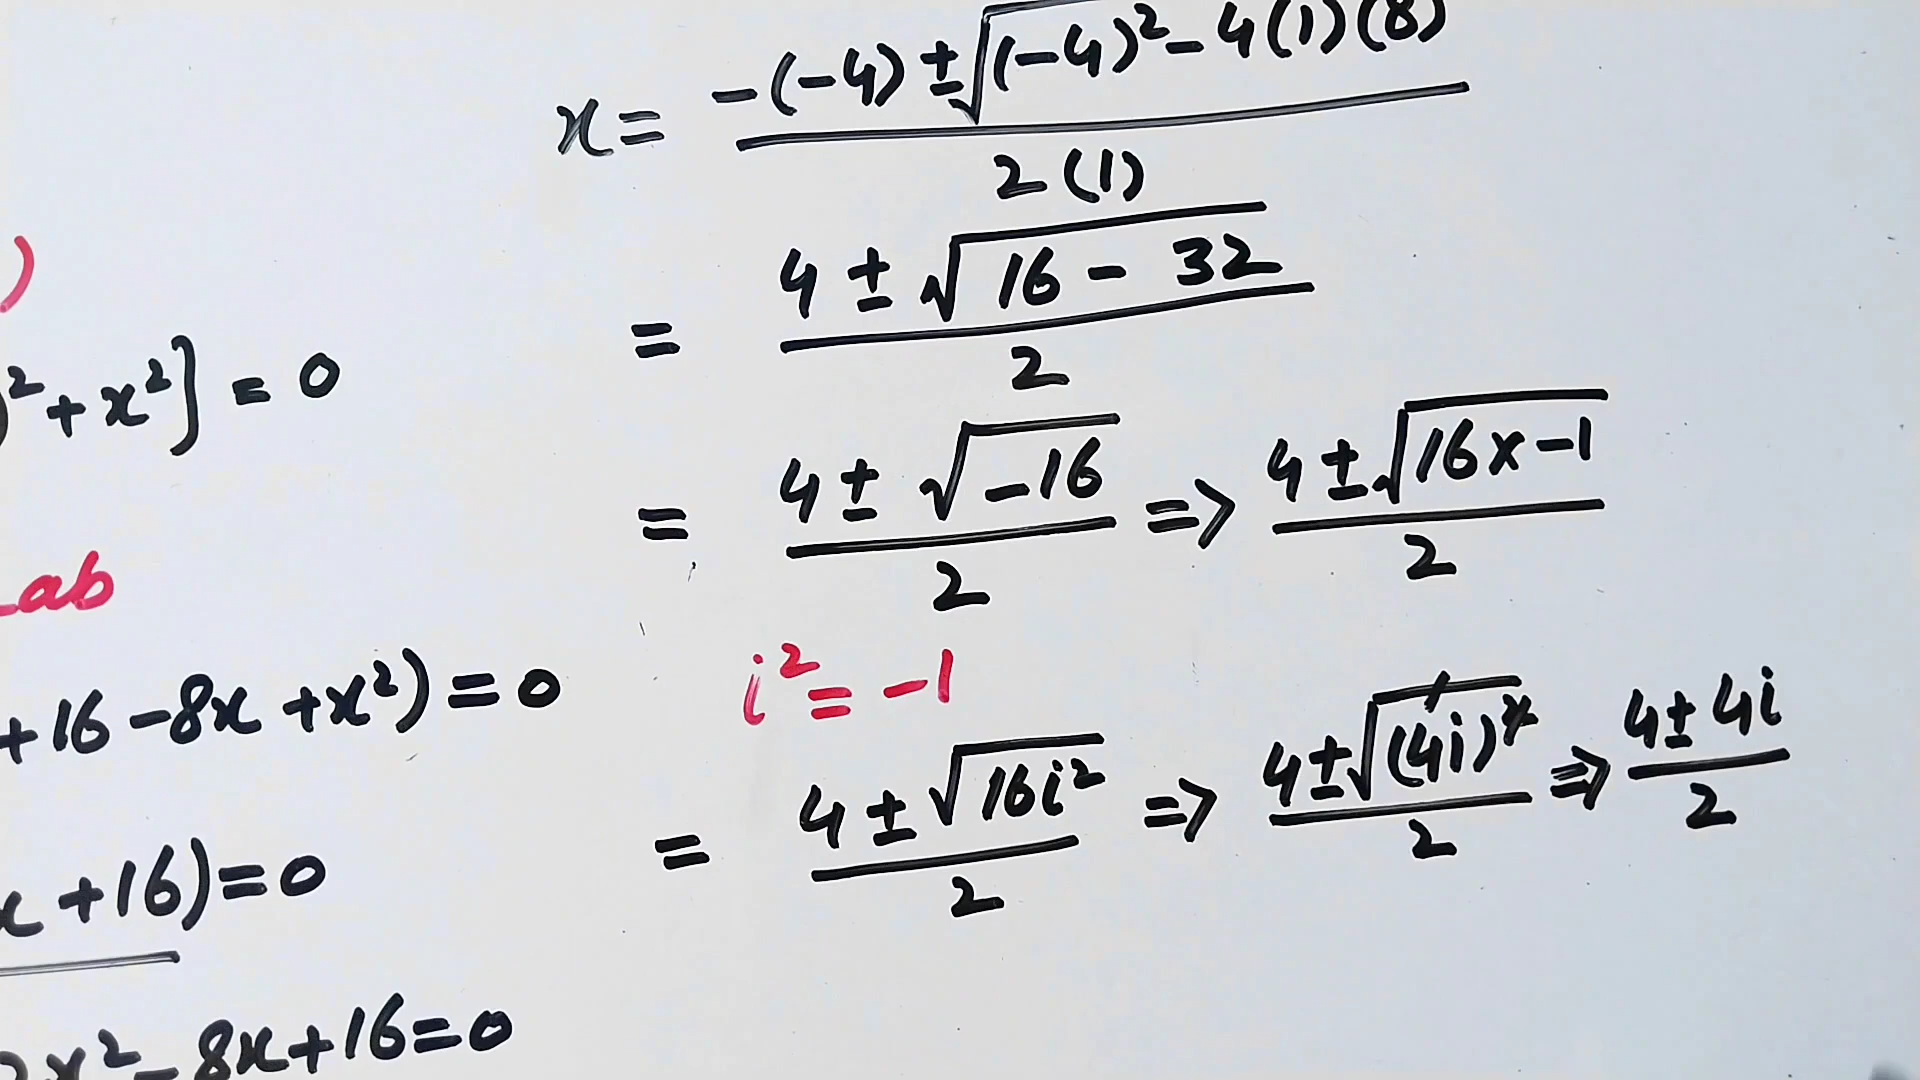 )
)² + x²] = 0
ab
+ 16 - 8x + x²) = 0
x + 16) = 0
2x² - 8x + 16 = 0
x = (-(-4) ± √((-4)² - 4(1)(8))) / 2(1)
= (4 ± √(16 - 32)) / 2
= (4 ± √(-16)) / 2 => (4 ± √(16x-1)) / 2
i² = -1
= (4 ± √(16i²)) / 2 => (4 ± √((4i)²)) / 2 => (4 ± 4i) / 2